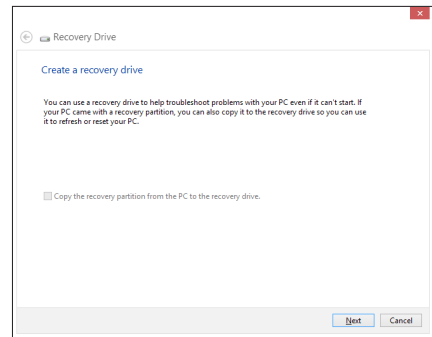 Recovery Drive
Create a recovery drive
You can use a recovery drive to help troubleshoot problems with your PC even if it can't start. If
your PC came with a recovery partition, you can also copy it to the recovery drive so you can use
it to refresh or reset your PC.
Copy the recovery partition from the PC to the recovery drive.
Next Cancel